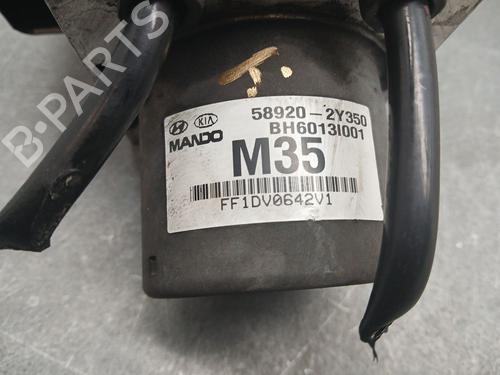 58920-2Y350
KIA
BH6013I001
MANDO
M35
FF1DV0642V1
B-PARTS